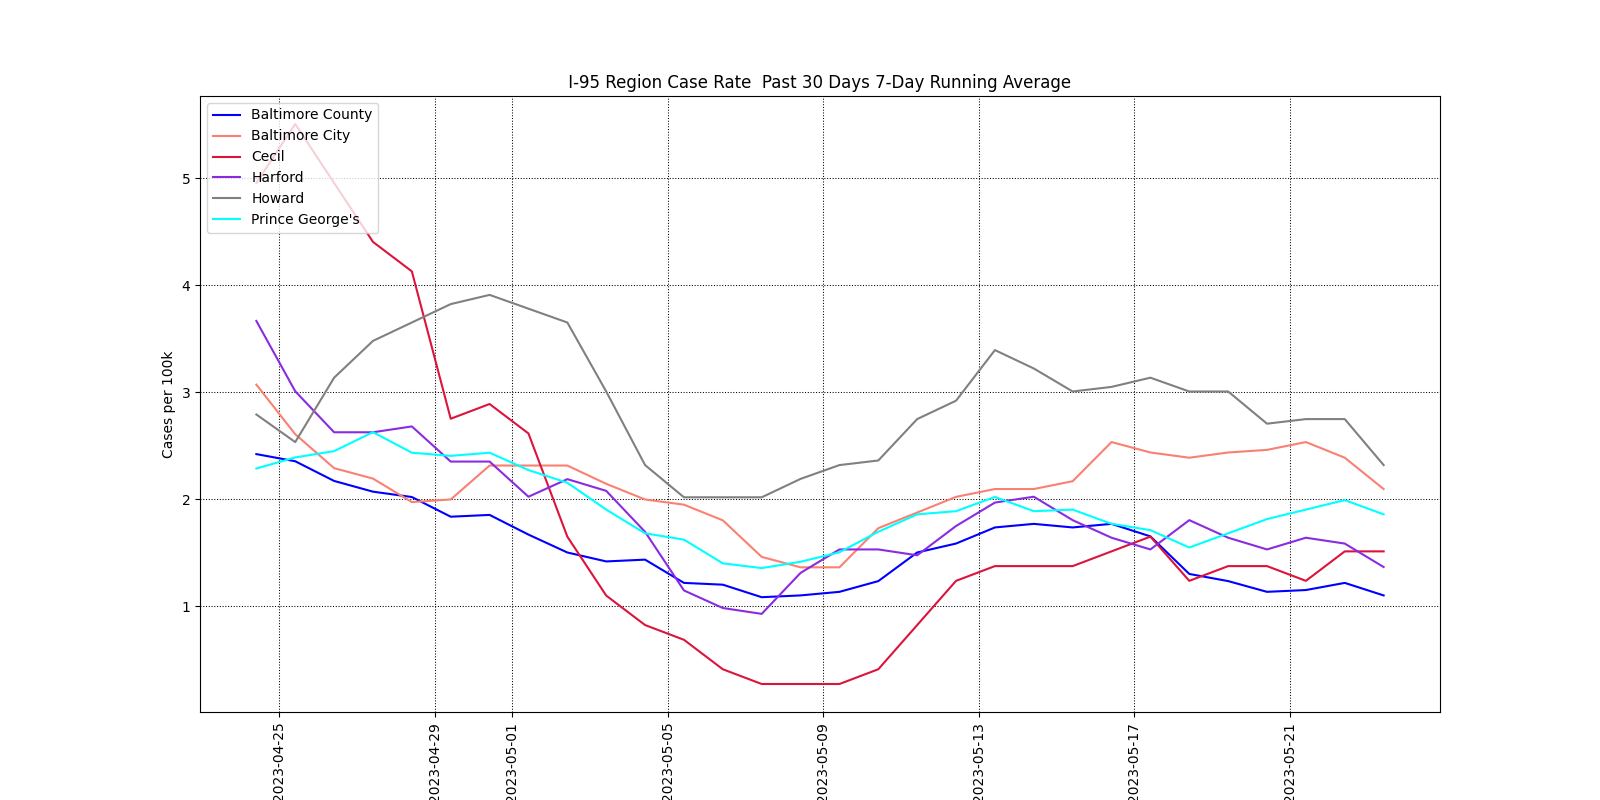 I-95 Region Case Rate  Past 30 Days 7-Day Running Average
Baltimore County
Baltimore City
Cecil
Harford
Howard
Prince George's
5
4
3
2
1
Cases per 100k
2023-04-25
2023-04-29
2023-05-01
2023-05-05
2023-05-09
2023-05-13
2023-05-17
2023-05-21